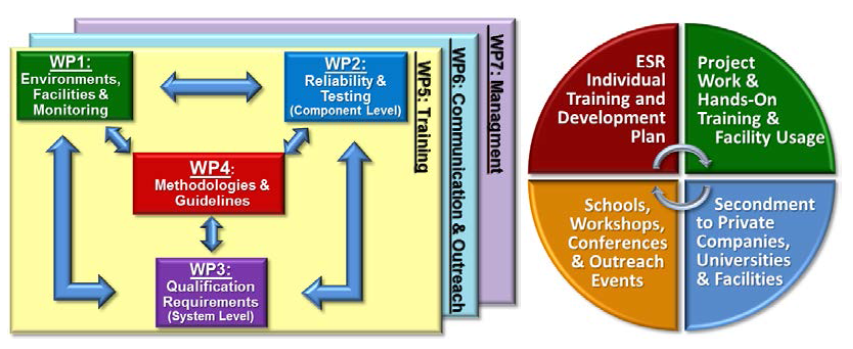 WP1:
Environments,
Facilities &
Monitoring
WP2:
Reliability &
Testing
(Component Level)
WP4:
Methodologies &
Guidelines
WP3:
Qualification
Requirements
(System Level)
WP5: Training
WP6: Communication & Outreach
WP7: Managment
ESR
Individual
Training and
Development
Plan
Project
Work &
Hands-On
Training &
Facility Usage
Schools,
Workshops,
Conferences
& Outreach
Events
Secondment
to Private
Companies,
Universities
& Facilities